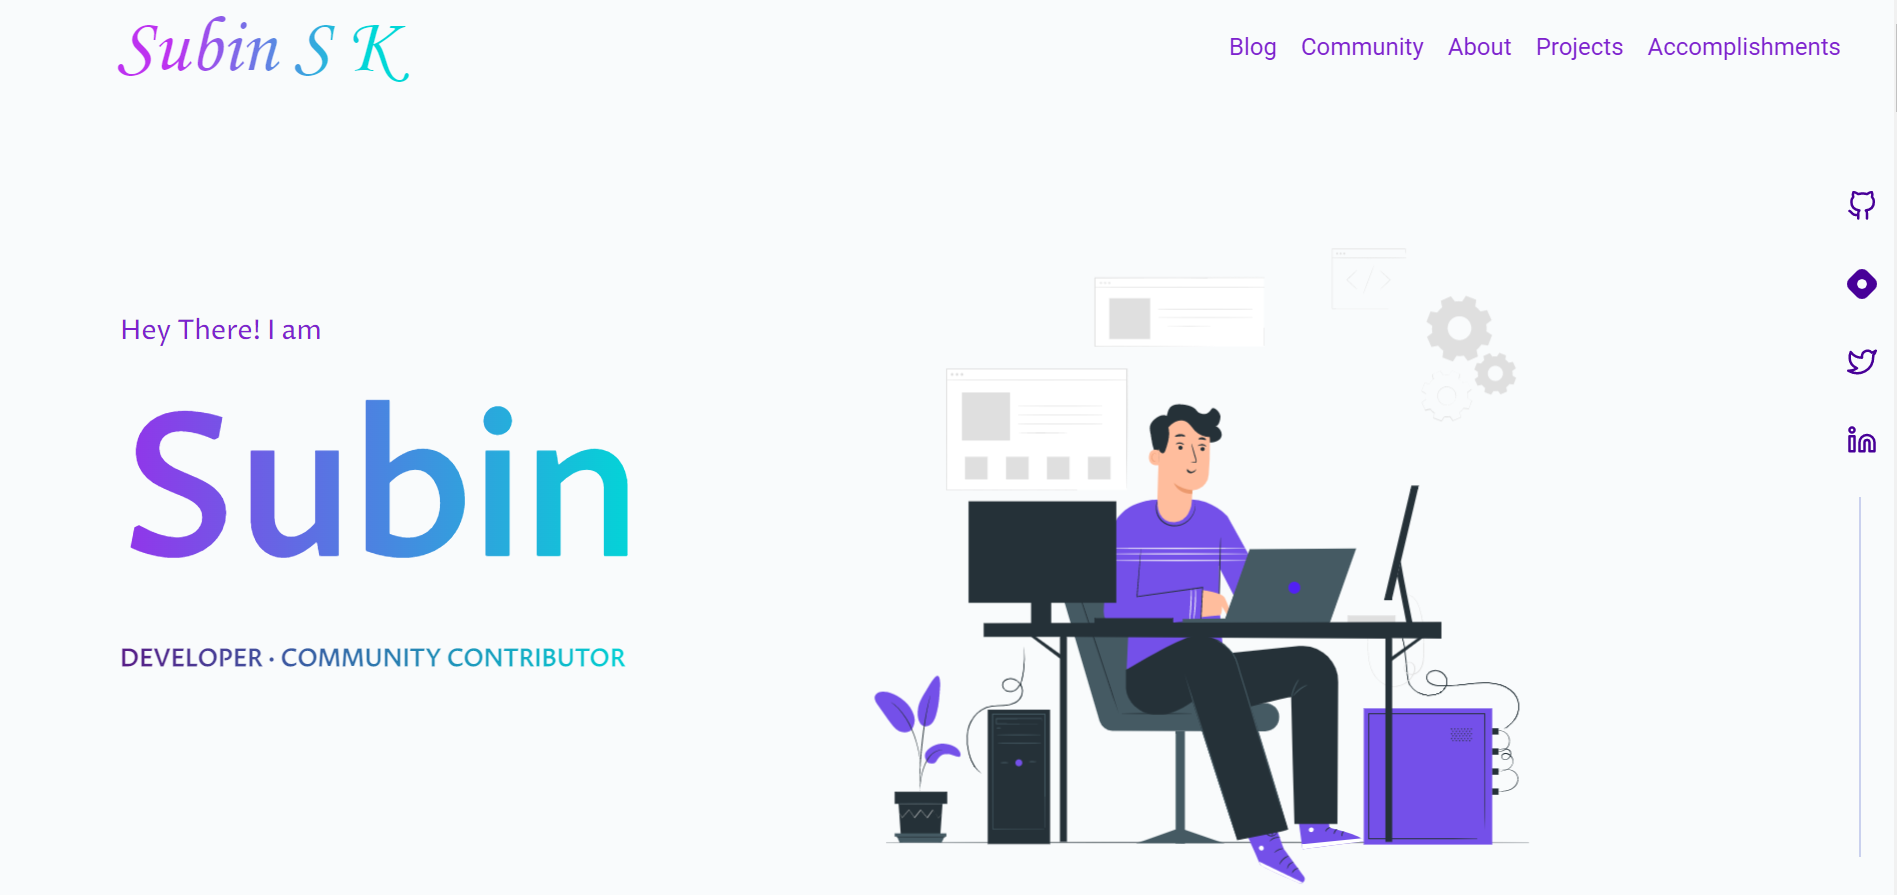 Subin S K
Blog Community About Projects Accomplishments
Hey There! I am
Subin
DEVELOPER · COMMUNITY CONTRIBUTOR